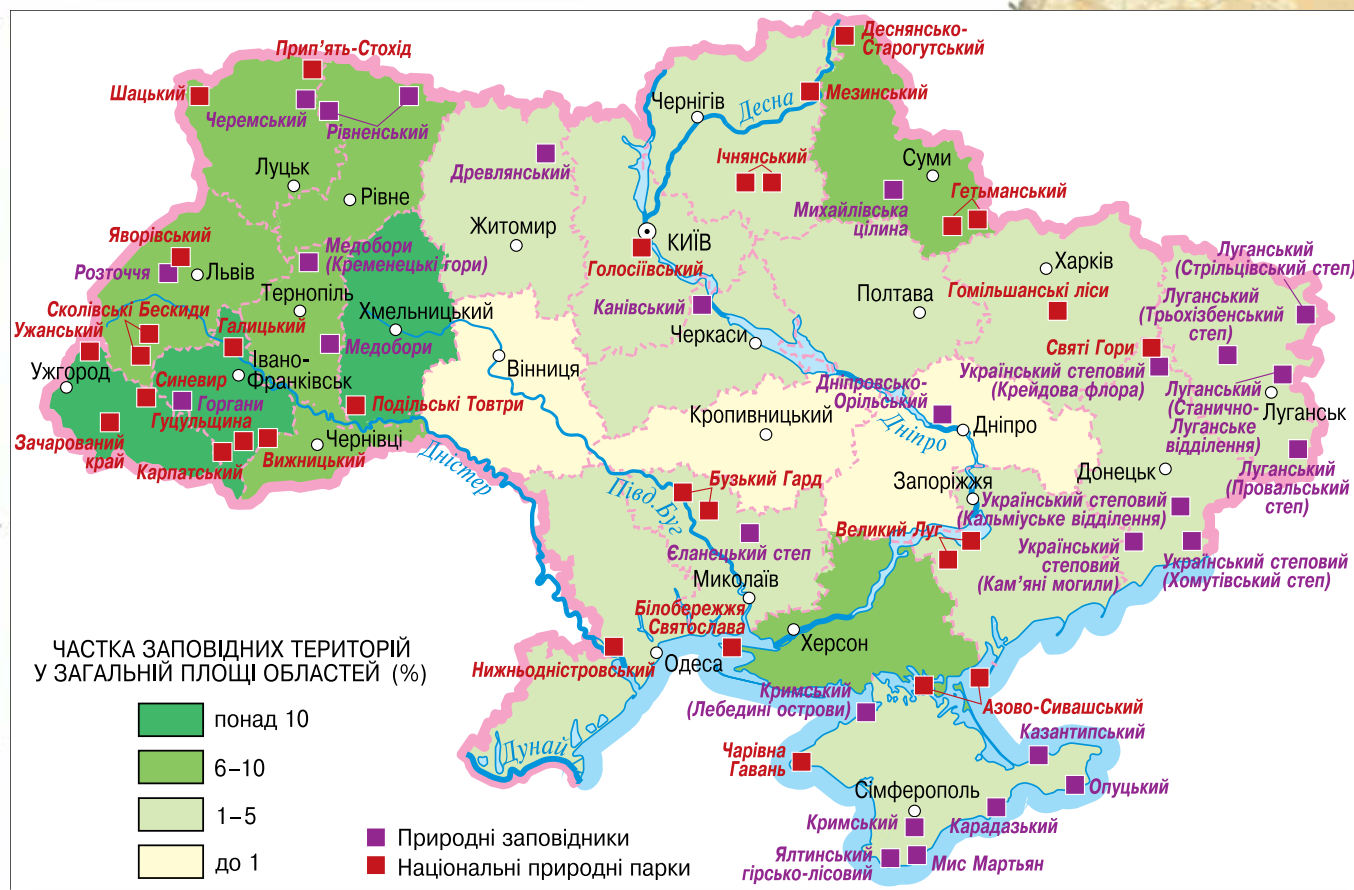 Прип’ять-Стохід
Шацький
Черемський
Рівненський
Луцьк
Рівне
Деснянсько-
Старогутський
Мезинський
Чернігів
Десна
Ічнянський
Суми
Михайлівська
цілина
Гетьманський
Древлянський
Житомир
КИЇВ
Голосіївський
Яворівський
Розточчя
Львів
Медобори
(Кременецькі гори)
Тернопіль
Хмельницький
Медобори
Сколівські Бескиди
Ужанський
Галицький
Ужгород
Івано-
Франківськ
Синевир
Горгани
Гуцульщина
Зачарований
край
Карпатський
Вижницький
Чернівці
Подільські Товтри
Вінниця
Канівський
Черкаси
Полтава
Харків
Гомільшанські ліси
Луганський
(Стрільцівський степ)
Луганський
(Трьохізбенський
степ)
Святі Гори
Український степовий
(Крейдова флора)
Луганський
(Станично-
Луганське
відділення)
Луганськ
Луганський
(Провальський
степ)
Дніпровсько-
Орільський
Кропивницький
Дніпро
Дніпро
Донецьк
Запоріжжя
Український степовий
(Кальміуське відділення)
Великий Луг
Український
степовий
(Кам’яні могили)
Український степовий
(Хомутівський степ)
Дністер
Півд. Буг
Бузький Гард
Єланецький степ
Миколаїв
Білобережжя
Святослава
Херсон
Нижньодністровський
Одеса
Дунай
Кримський
(Лебедині острови)
Азово-Сивашський
Чарівна
Гавань
Казантипський
Опуцький
Сімферополь
Кримський
Карадазький
Ялтинський
гірсько-лісовий
Мис Мартьян
ЧАСТКА ЗАПОВІДНИХ ТЕРИТОРІЙ
У ЗАГАЛЬНІЙ ПЛОЩІ ОБЛАСТЕЙ (%)
понад 10
6–10
1–5
до 1
Природні заповідники
Національні природні парки